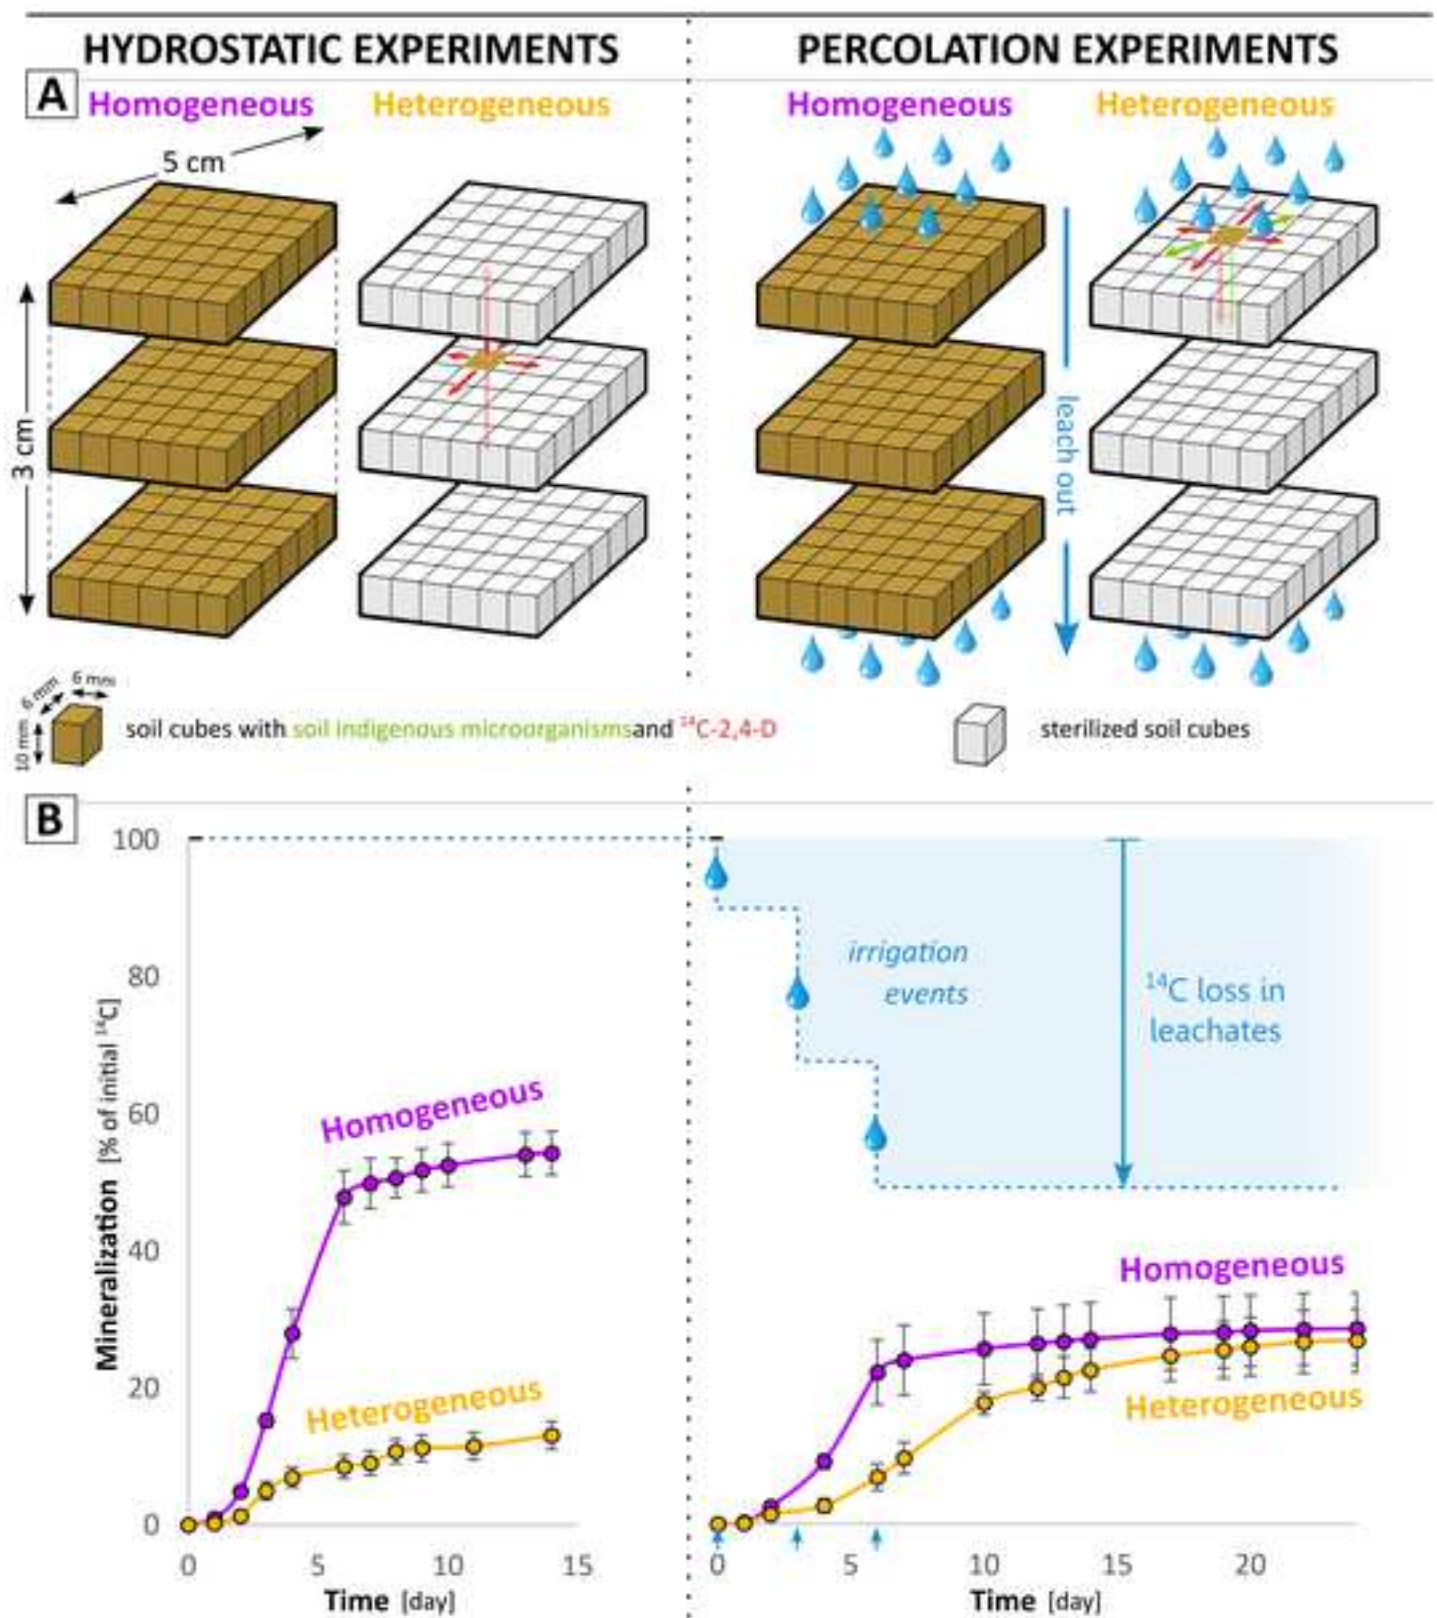 HYDROSTATIC EXPERIMENTS
PERCOLATION EXPERIMENTS
A
Homogeneous
Heterogeneous
Homogeneous
Heterogeneous
5 cm
3 cm
leach out
6 mm
6 mm
10 mm
soil cubes with soil indigenous microorganisms and ¹⁴C-2,4-D
sterilized soil cubes
B
Mineralization [% of initial ¹⁴C]
100
80
60
40
20
0
Homogeneous
Heterogeneous
0 5 10 15
Time [day]
irrigation
events
¹⁴C loss in
leachates
Homogeneous
Heterogeneous
0 5 10 15 20
Time [day]